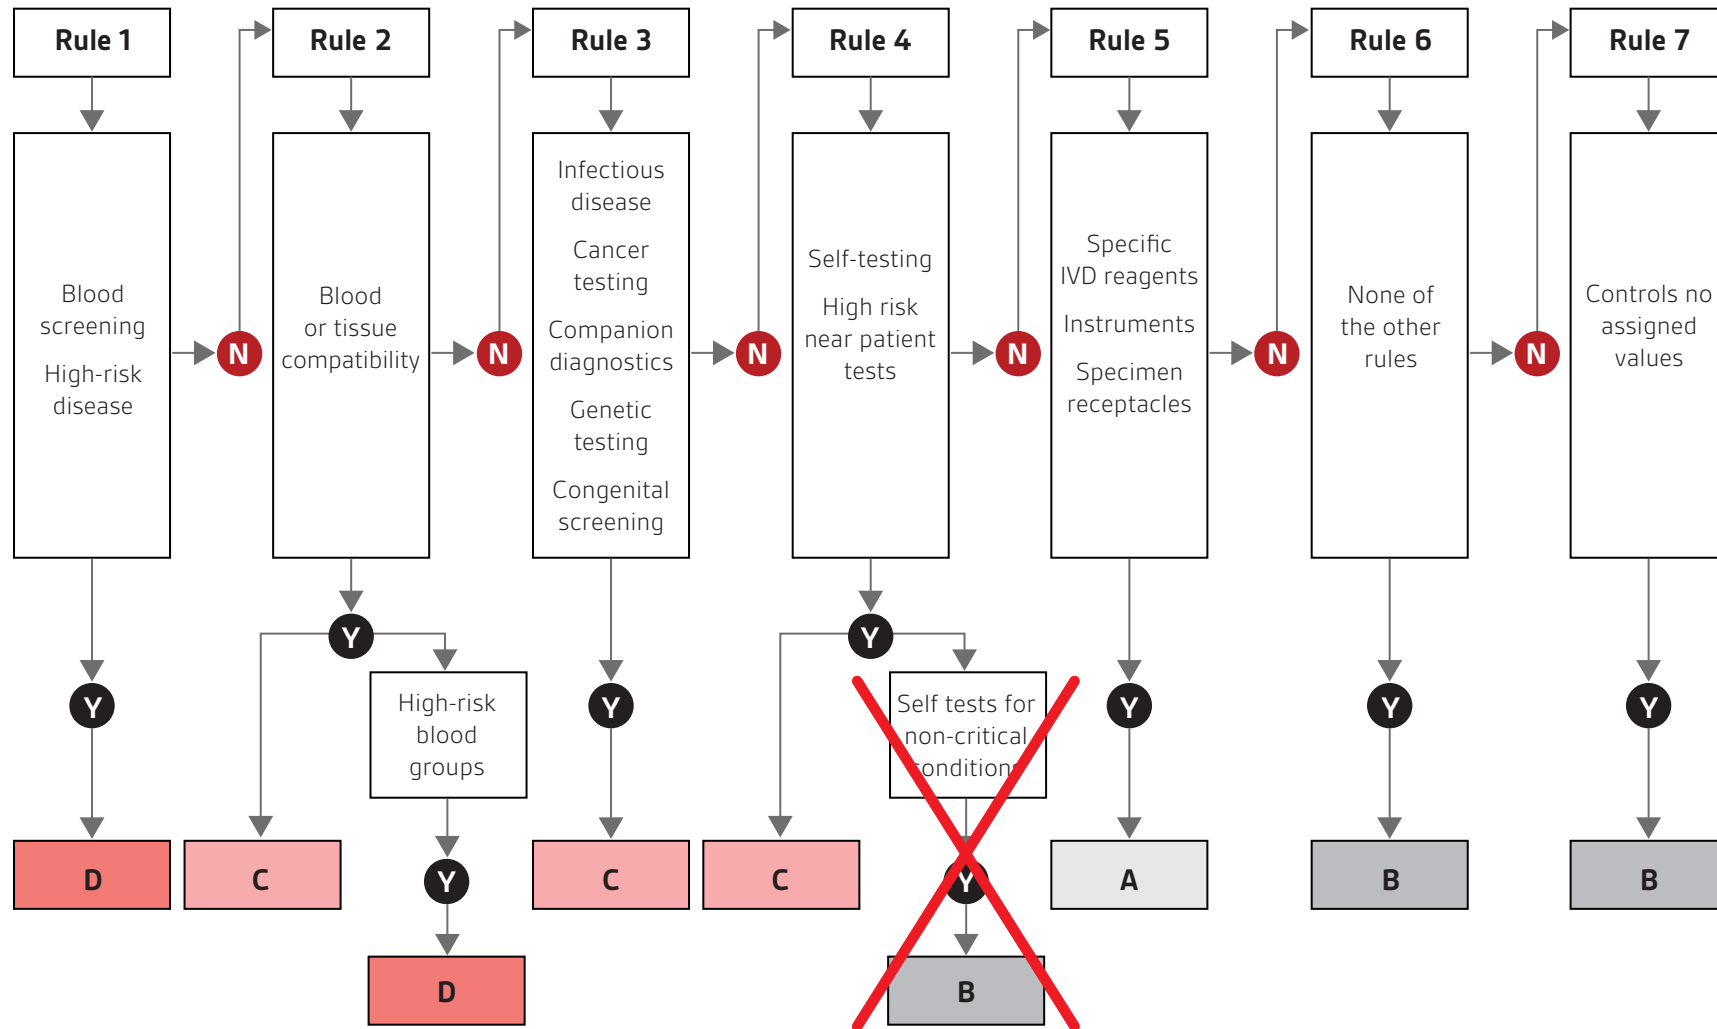 Rule 1
Blood
screening
High-risk
disease
N
Y
D
Rule 2
Blood
or tissue
compatibility
N
Y
C
High-risk
blood
groups
Y
D
Rule 3
Infectious
disease
Cancer
testing
Companion
diagnostics
Genetic
testing
Congenital
screening
N
Y
C
Rule 4
Self-testing
High risk
near patient
tests
N
Y
C
Self tests for
non-critical
conditions
Y
B
Rule 5
Specific
IVD reagents
Instruments
Specimen
receptacles
N
Y
A
Rule 6
None of
the other
rules
N
Y
B
Rule 7
Controls no
assigned
values
Y
B